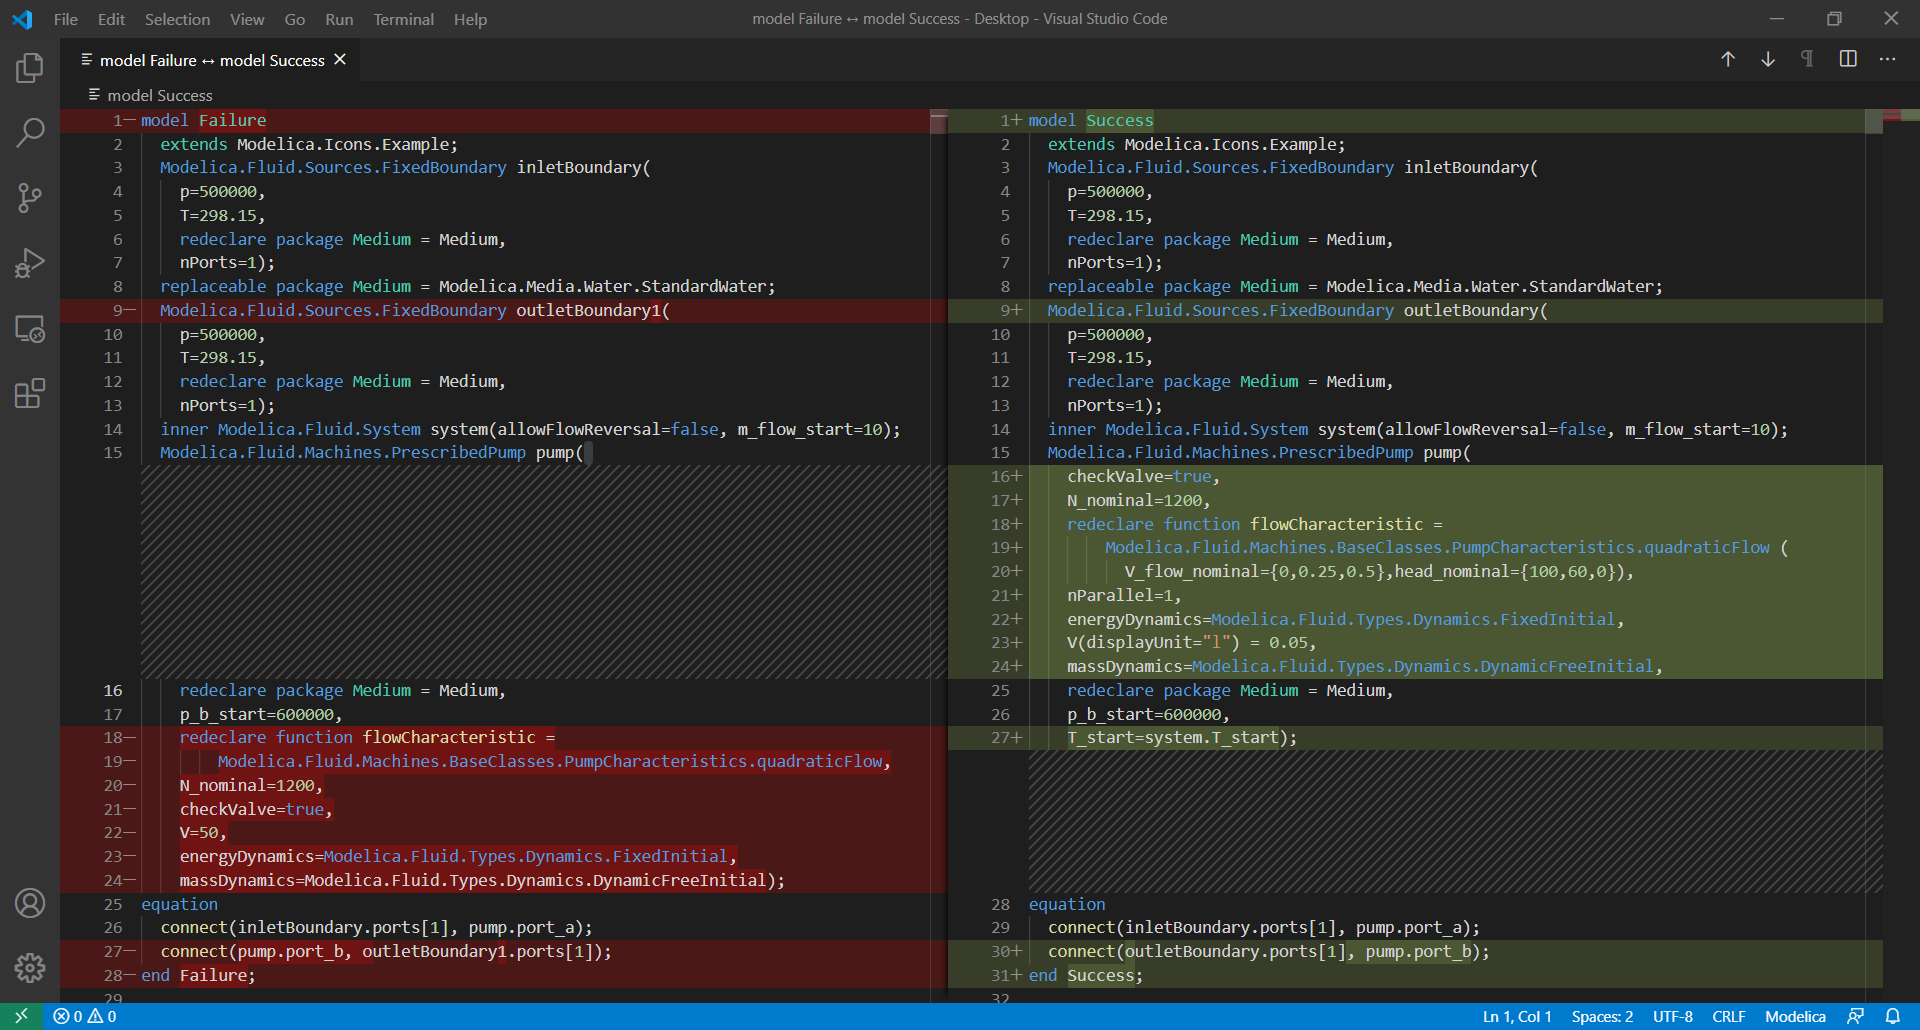 File Edit Selection View Go Run Terminal Help
model Failure ↔ model Success - Desktop - Visual Studio Code
model Failure ↔ model Success
model Success
1− model Failure
2 extends Modelica.Icons.Example;
3 Modelica.Fluid.Sources.FixedBoundary inletBoundary(
4 p=500000,
5 T=298.15,
6 redeclare package Medium = Medium,
7 nPorts=1);
8 replaceable package Medium = Modelica.Media.Water.StandardWater;
9− Modelica.Fluid.Sources.FixedBoundary outletBoundary1(
10 p=500000,
11 T=298.15,
12 redeclare package Medium = Medium,
13 nPorts=1);
14 inner Modelica.Fluid.System system(allowFlowReversal=false, m_flow_start=10);
15 Modelica.Fluid.Machines.PrescribedPump pump(
16 redeclare package Medium = Medium,
17 p_b_start=600000,
18− redeclare function flowCharacteristic =
19− Modelica.Fluid.Machines.BaseClasses.PumpCharacteristics.quadraticFlow,
20− N_nominal=1200,
21− checkValve=true,
22− V=50,
23− energyDynamics=Modelica.Fluid.Types.Dynamics.FixedInitial,
24− massDynamics=Modelica.Fluid.Types.Dynamics.DynamicFreeInitial);
25 equation
26 connect(inletBoundary.ports[1], pump.port_a);
27− connect(pump.port_b, outletBoundary1.ports[1]);
28− end Failure;
29
1+ model Success
2 extends Modelica.Icons.Example;
3 Modelica.Fluid.Sources.FixedBoundary inletBoundary(
4 p=500000,
5 T=298.15,
6 redeclare package Medium = Medium,
7 nPorts=1);
8 replaceable package Medium = Modelica.Media.Water.StandardWater;
9+ Modelica.Fluid.Sources.FixedBoundary outletBoundary(
10 p=500000,
11 T=298.15,
12 redeclare package Medium = Medium,
13 nPorts=1);
14 inner Modelica.Fluid.System system(allowFlowReversal=false, m_flow_start=10);
15 Modelica.Fluid.Machines.PrescribedPump pump(
16+ checkValve=true,
17+ N_nominal=1200,
18+ redeclare function flowCharacteristic =
19+ Modelica.Fluid.Machines.BaseClasses.PumpCharacteristics.quadraticFlow (
20+ V_flow_nominal={0,0.25,0.5},head_nominal={100,60,0}),
21+ nParallel=1,
22+ energyDynamics=Modelica.Fluid.Types.Dynamics.FixedInitial,
23+ V(displayUnit="l") = 0.05,
24+ massDynamics=Modelica.Fluid.Types.Dynamics.DynamicFreeInitial,
25 redeclare package Medium = Medium,
26 p_b_start=600000,
27+ T_start=system.T_start);
28 equation
29 connect(inletBoundary.ports[1], pump.port_a);
30+ connect(outletBoundary.ports[1], pump.port_b);
31+ end Success;
32
0 0
Ln 1, Col 1 Spaces: 2 UTF-8 CRLF Modelica